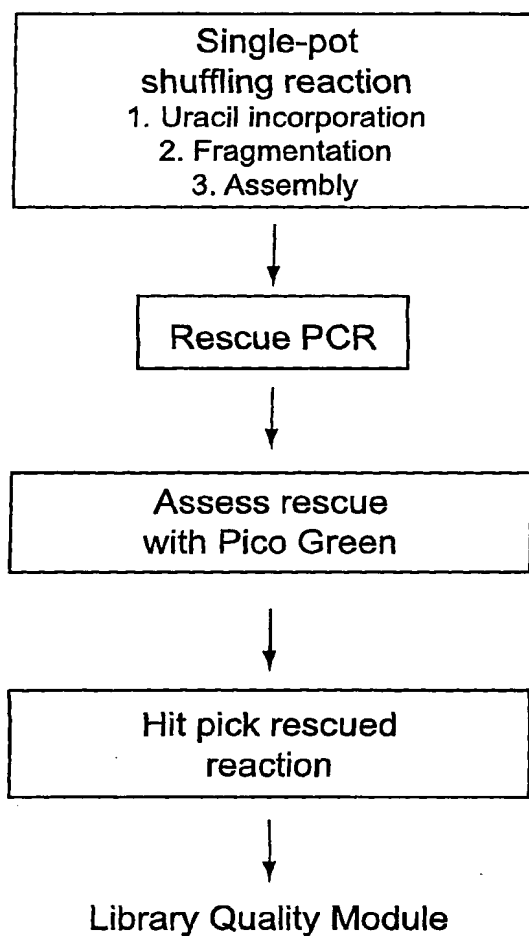 Single-pot
shuffling reaction
1. Uracil incorporation
2. Fragmentation
3. Assembly
Rescue PCR
Assess rescue
with Pico Green
Hit pick rescued
reaction
Library Quality Module